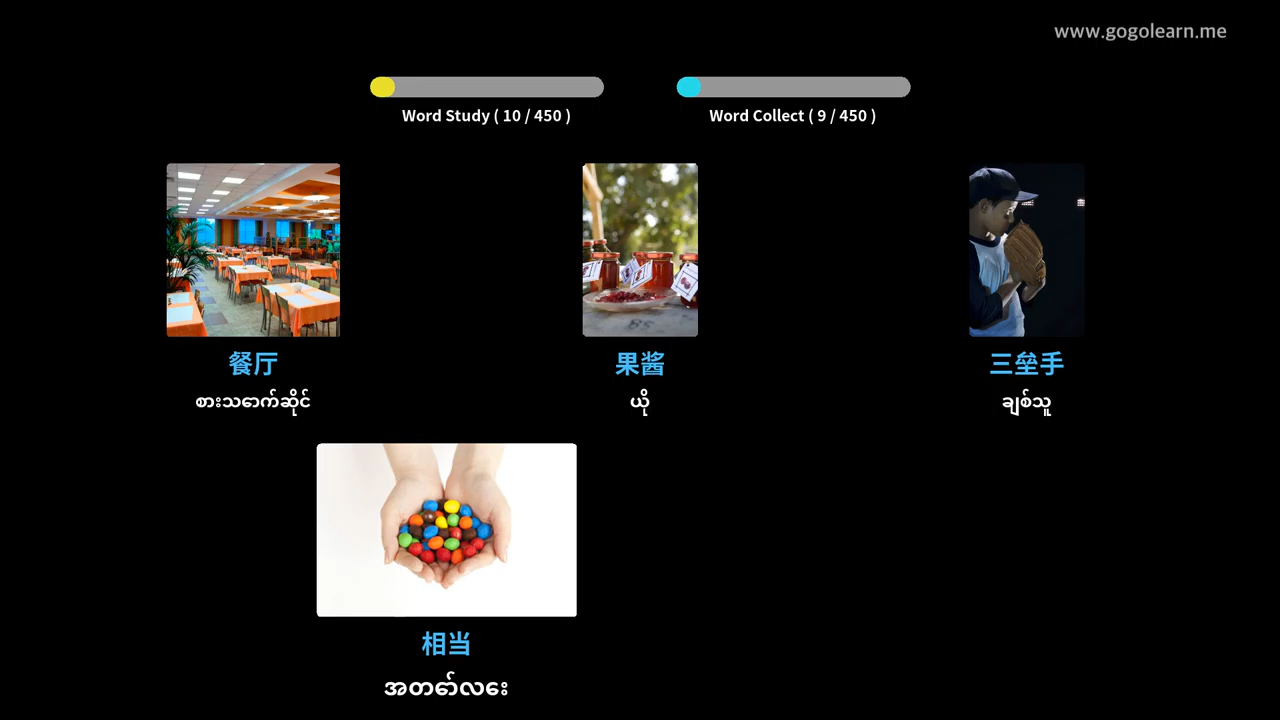 www.gogolearn.me
Word Study ( 10 / 450 )
Word Collect ( 9 / 450 )
餐厅
စားသောက်ဆိုင်
果酱
ယို
三垒手
ချစ်သူ
相当
အတော်လေး